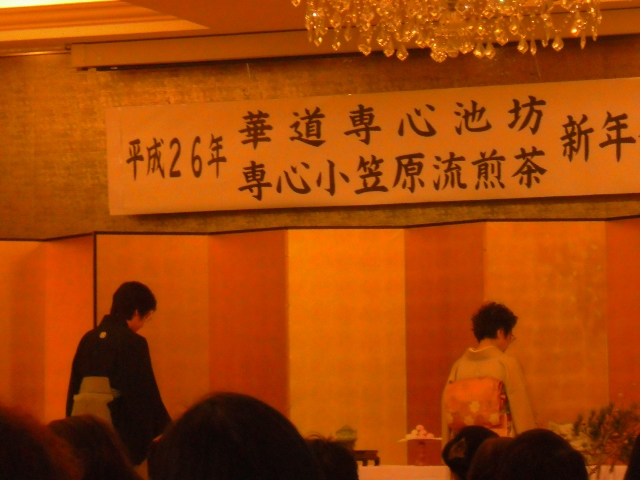 平成26年
華道専心池坊
専心小笠原流煎茶
新年